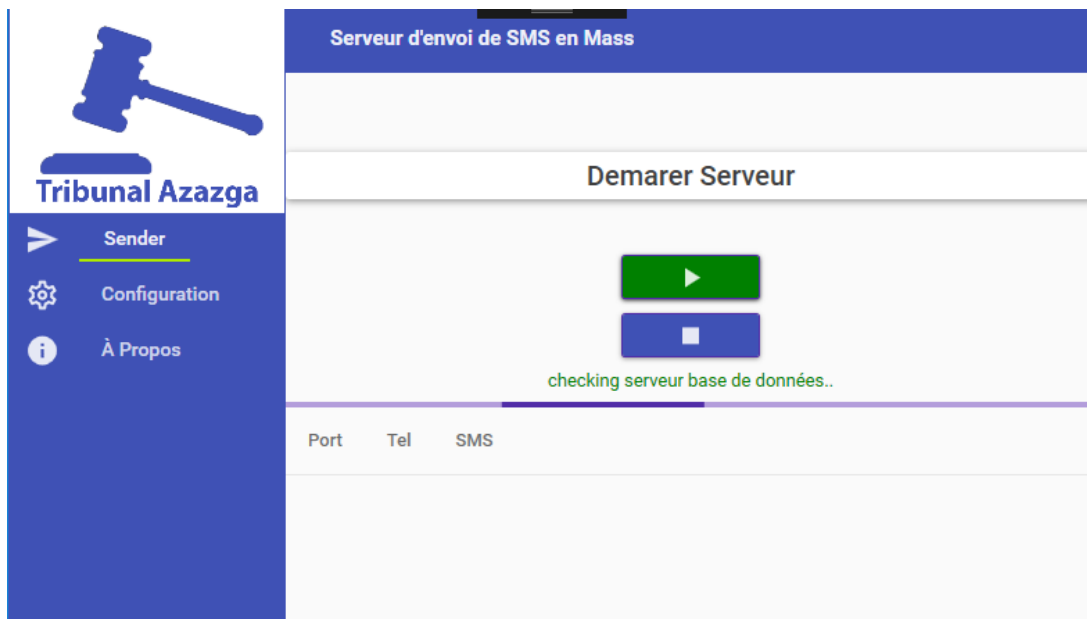 Serveur d'envoi de SMS en Mass
Tribunal Azazga
Sender
Configuration
À Propos
Demarer Serveur
checking serveur base de données..
Port Tel SMS